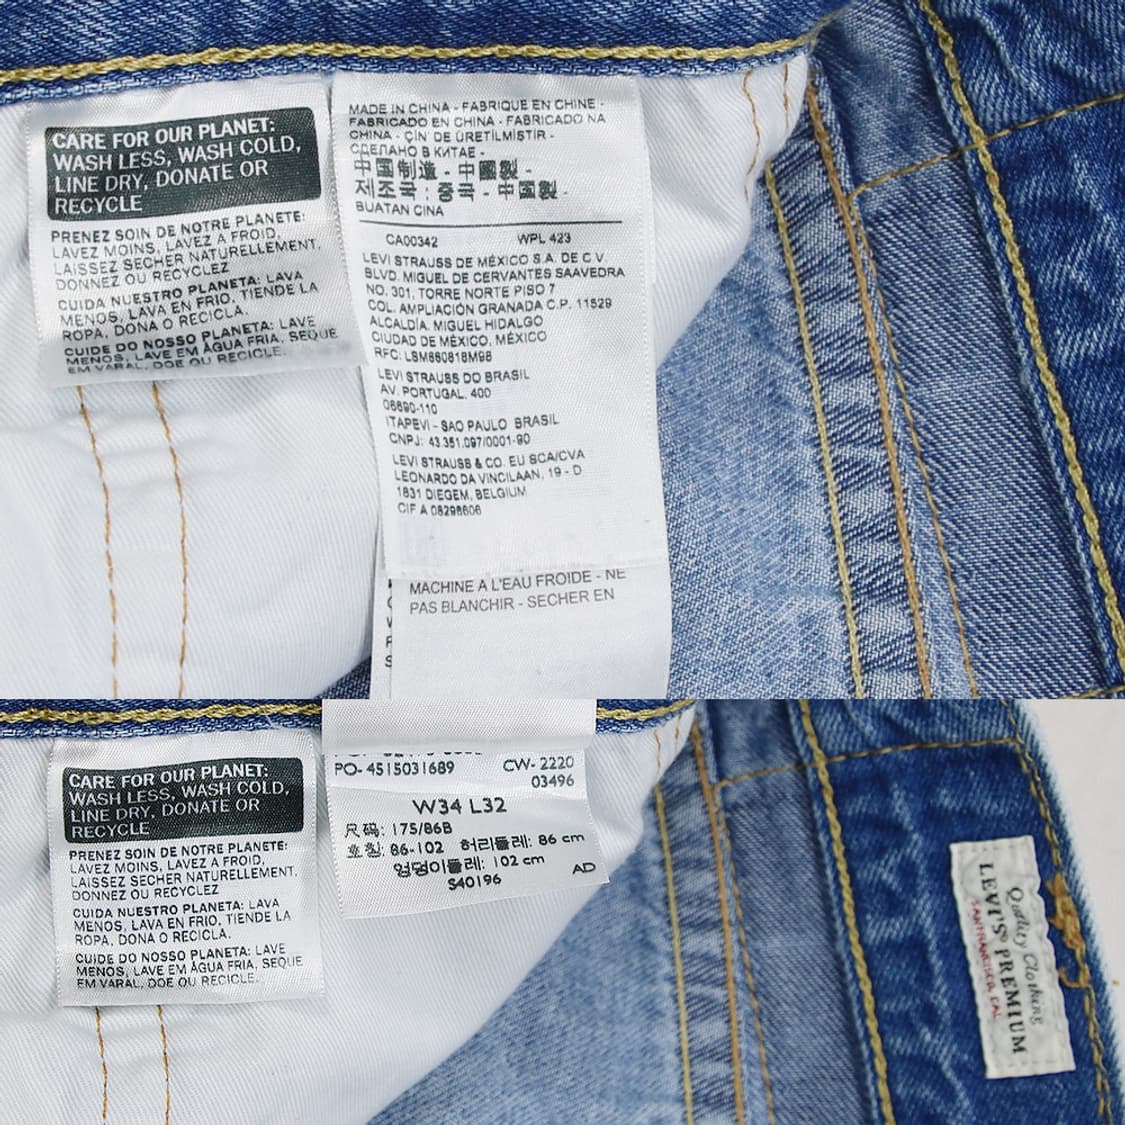 CARE FOR OUR PLANET:
WASH LESS, WASH COLD,
LINE DRY, DONATE OR
RECYCLE
PRENEZ SOIN DE NOTRE PLANETE:
LAVEZ MOINS, LAVEZ A FROID,
LAISSEZ SECHER NATURELLEMENT,
DONNEZ OU RECYCLEZ
CUIDA NUESTRO PLANETA: LAVA
MENOS, LAVA EN FRIO, TIENDE LA
ROPA, DONA O RECICLA.
CUIDE DO NOSSO PLANETA: LAVE
MENOS, LAVE EM ÁGUA FRIA, SEQUE
EM VARAL, DOE OU RECICLE.
MADE IN CHINA - FABRIQUE EN CHINE -
FABRICADO EN CHINA - FABRICADO NA
CHINA - ÇİN' DE ÜRETİLMİŞTİR -
СДЕЛАНО В КИТАЕ -
中国制造 - 中國製 -
제조국 : 중국 - 中國製 -
BUATAN CINA
CA00342 WPL 423
LEVI STRAUSS DE MÉXICO S.A. DE C.V.
BLVD. MIGUEL DE CERVANTES SAAVEDRA
NO. 301, TORRE NORTE PISO 7
COL. AMPLIACIÓN GRANADA C.P. 11529
ALCALDÍA. MIGUEL HIDALGO
CIUDAD DE MÉXICO, MÉXICO
RFC: LSM860818M98
LEVI STRAUSS DO BRASIL
AV. PORTUGAL, 400
06690-110
ITAPEVI - SAO PAULO BRASIL
CNPJ: 43.351.097/0001-90
LEVI STRAUSS & CO. EU SCA/CVA
LEONARDO DA VINCILAAN, 19 - D
1831 DIEGEM, BELGIUM
CIF A 08298606
MACHINE A L'EAU FROIDE - NE
PAS BLANCHIR - SECHER EN
CARE FOR OUR PLANET:
WASH LESS, WASH COLD,
LINE DRY, DONATE OR
RECYCLE
PRENEZ SOIN DE NOTRE PLANETE:
LAVEZ MOINS, LAVEZ A FROID,
LAISSEZ SECHER NATURELLEMENT,
DONNEZ OU RECYCLEZ
CUIDA NUESTRO PLANETA: LAVA
MENOS, LAVA EN FRIO, TIENDE LA
ROPA, DONA O RECICLA.
CUIDE DO NOSSO PLANETA: LAVE
MENOS, LAVE EM ÁGUA FRIA, SEQUE
EM VARAL, DOE OU RECICLE.
PO- 4515031689 CW- 2220
03496
W34 L32
尺码: 175/86B
호칭: 86-102 허리둘레: 86 cm
엉덩이둘레: 102 cm
S40196 AD
Quality Clothing
LEVI'S® PREMIUM
SAN FRANCISCO, CAL